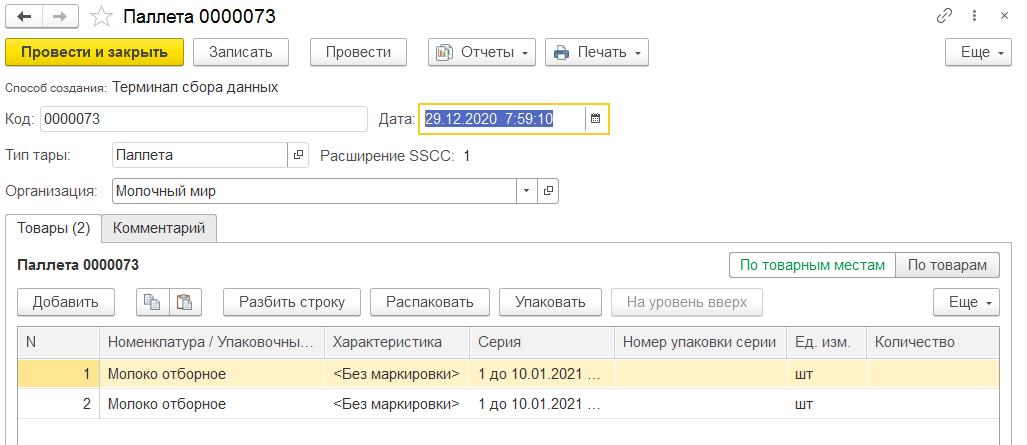 Паллета 0000073
Провести и закрыть Записать Провести Отчеты Печать Еще
Способ создания: Терминал сбора данных
Код: 0000073 Дата: 29.12.2020 7:59:10
Тип тары: Паллета Расширение SSCC: 1
Организация: Молочный мир
Товары (2) Комментарий
Паллета 0000073 По товарным местам По товарам
Добавить Разбить строку Распаковать Упаковать На уровень вверх Еще
N Номенклатура / Упаковочны... Характеристика Серия Номер упаковки серии Ед. изм. Количество
1 Молоко отборное <Без маркировки> 1 до 10.01.2021 ... шт
2 Молоко отборное <Без маркировки> 1 до 10.01.2021 ... шт